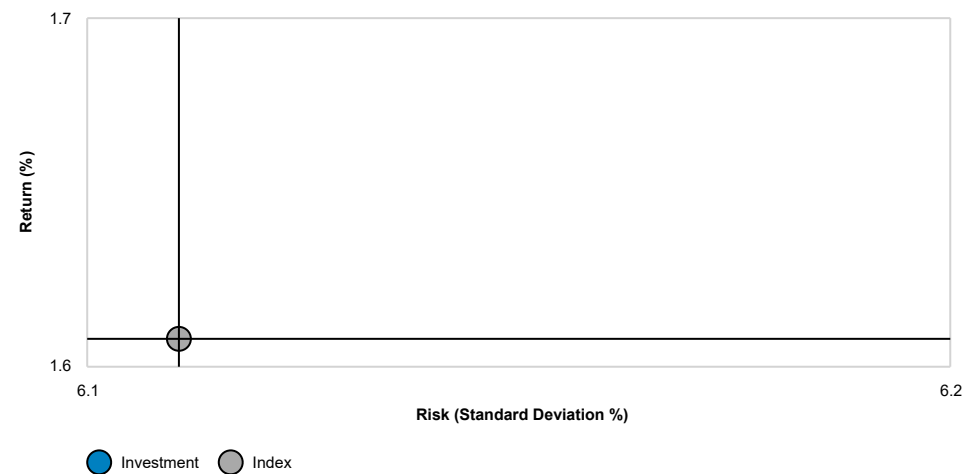 1.7
Return (%)
1.6
6.1 6.2
Risk (Standard Deviation %)
Investment Index